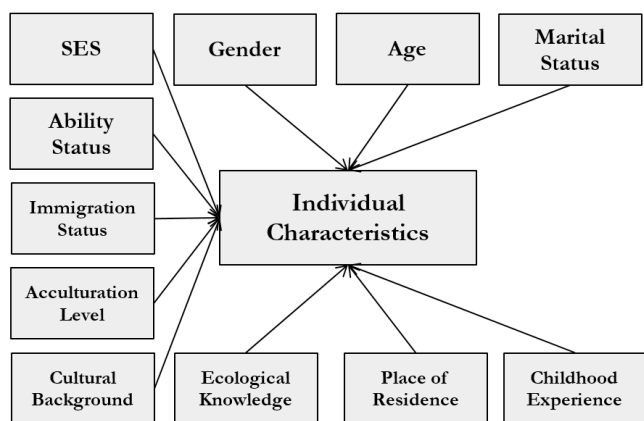 SES
Gender
Age
Marital
Status
Ability
Status
Immigration
Status
Individual
Characteristics
Acculturation
Level
Cultural
Background
Ecological
Knowledge
Place of
Residence
Childhood
Experience